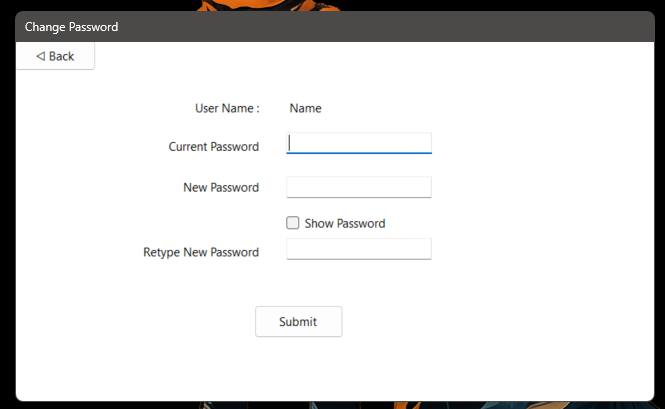 Change Password
Back
User Name : Name
Current Password
New Password
Show Password
Retype New Password
Submit